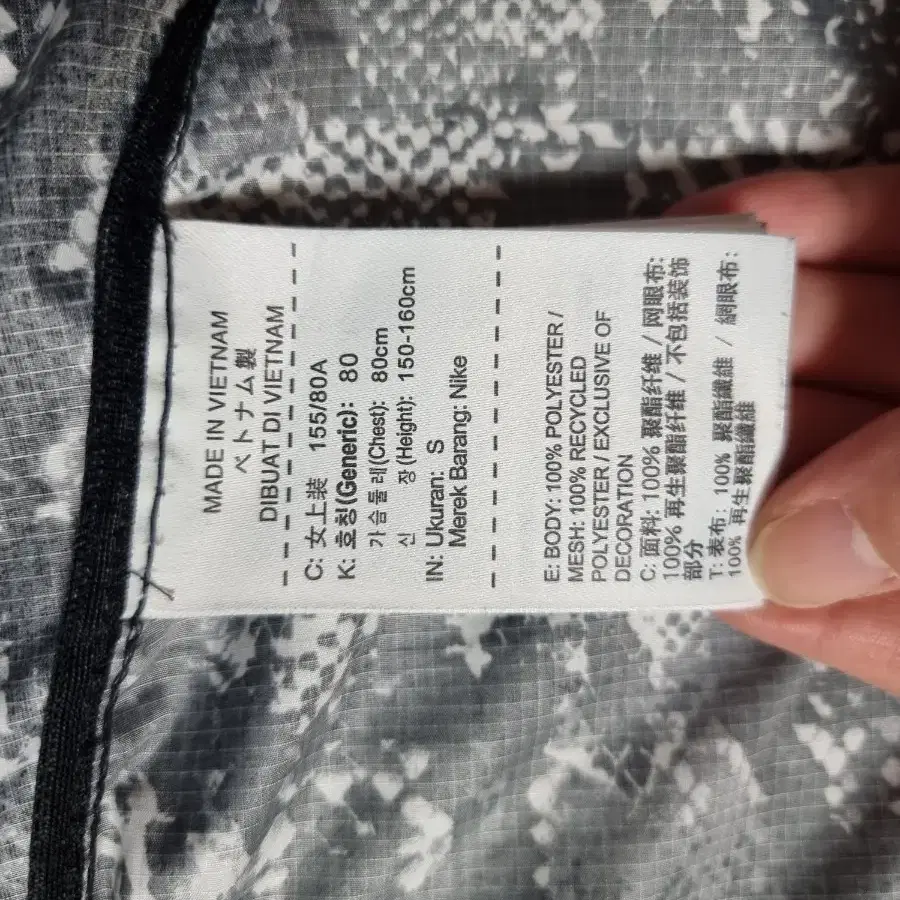 MADE IN VIETNAM
ベトナム製
DIBUAT DI VIETNAM
C: 女上装 155/80A
K: 호칭(Generic): 80
가슴둘레(Chest): 80cm
신 장(Height): 150-160cm
IN: Ukuran: S
Merek Barang: Nike
E: BODY: 100% POLYESTER /
MESH: 100% RECYCLED
POLYESTER / EXCLUSIVE OF
DECORATION
C: 面料: 100% 聚酯纤维 / 网眼布:
100% 再生聚酯纤维 / 不包括装饰
部分
T: 表布: 100% 聚酯纖維 / 網眼布:
100% 再生聚酯纖維